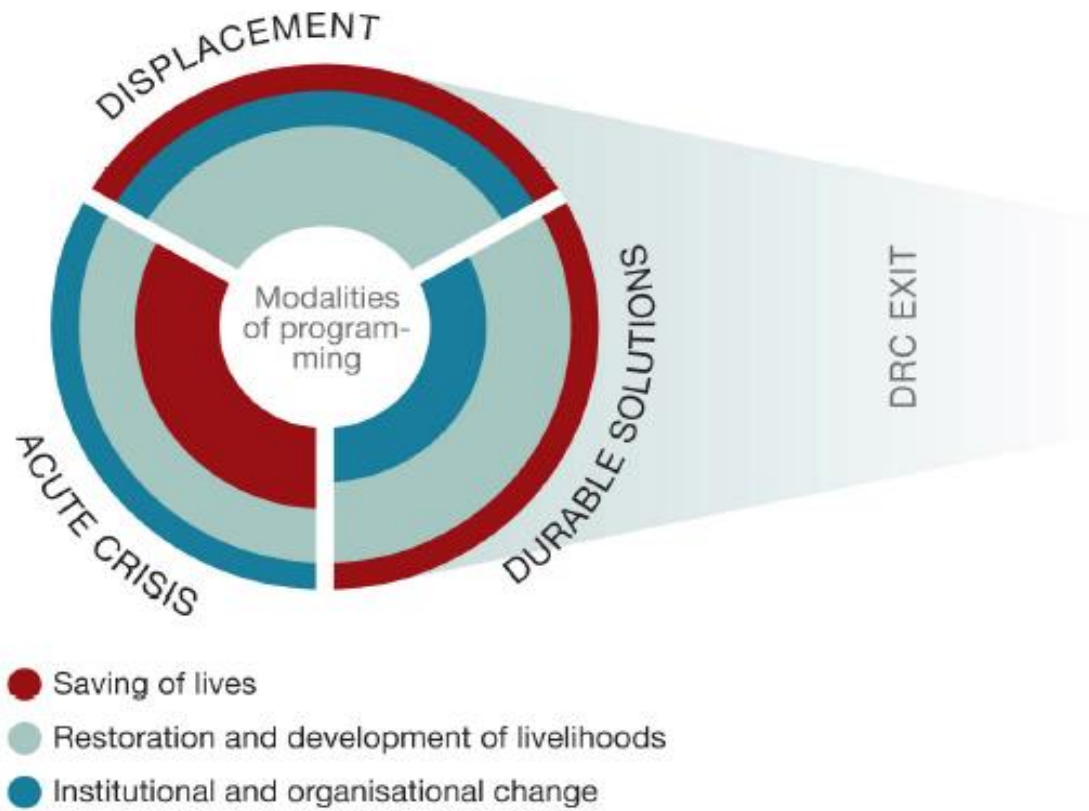 DISPLACEMENT
Modalities
of program-
ming
DURABLE SOLUTIONS
DRC EXIT
ACUTE CRISIS
Saving of lives
Restoration and development of livelihoods
Institutional and organisational change